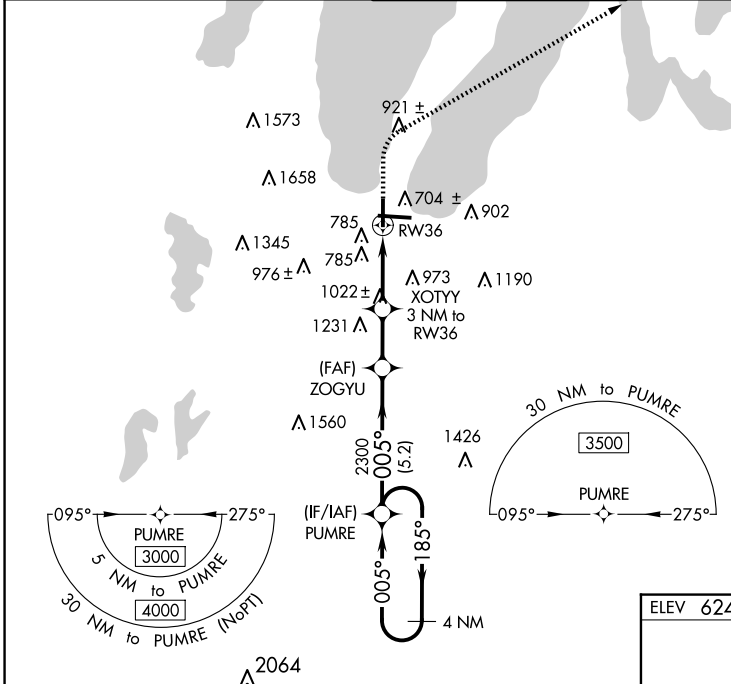 921 ±
1573
1658
704 ±
902
785
RW36
1345
785
976 ±
973
1190
1022 ±
XOTYY
3 NM to
RW36
1231
(FAF)
ZOGYU
30 NM to PUMRE
1560
3500
1426
2300
005°
(5.2)
PUMRE
095°
275°
(IF/IAF)
PUMRE
095°
275°
PUMRE
3000
5 NM to PUMRE
4000
30 NM to PUMRE (NoPT)
185°
005°
4 NM
ELEV 624
2064